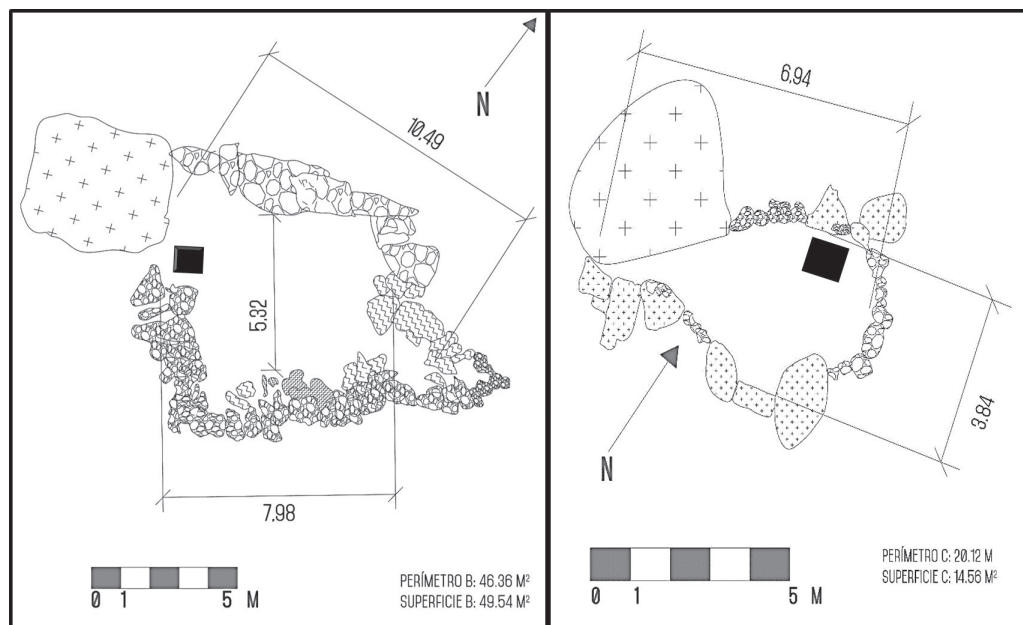 N
10,49
5,32
7,98
0 1 5 M
PERÍMETRO B: 46.36 M²
SUPERFICIE B: 49.54 M²
6,94
3.84
N
0 1 5 M
PERÍMETRO C: 20.12 M
SUPERFICIE C: 14.56 M²